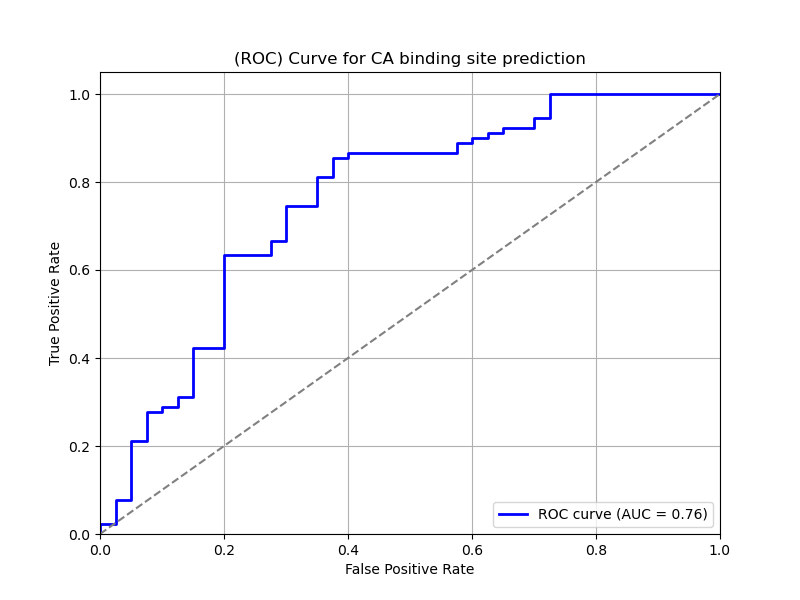 (ROC) Curve for CA binding site prediction
True Positive Rate
1.0
0.8
0.6
0.4
0.2
0.0
ROC curve (AUC = 0.76)
0.0 0.2 0.4 0.6 0.8 1.0
False Positive Rate